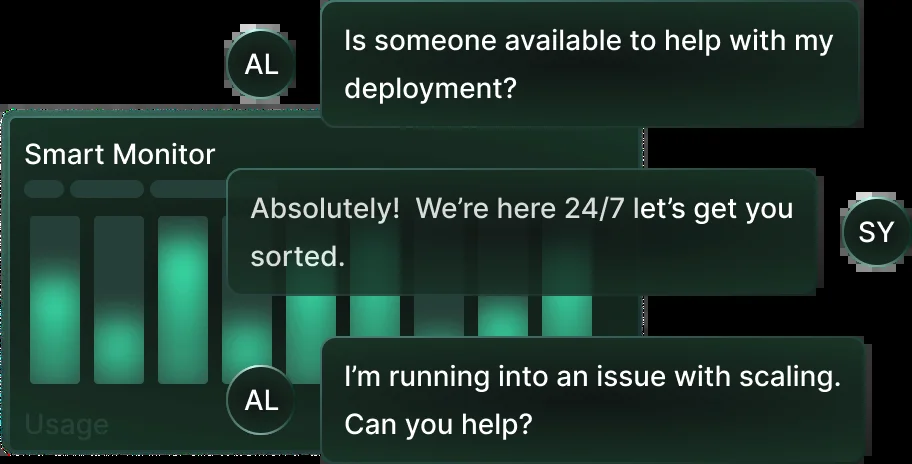 AL
Is someone available to help with my
deployment?
Smart Monitor
Absolutely!  We’re here 24/7 let’s get you
sorted.
SY
AL
I’m running into an issue with scaling.
Can you help?
Usage